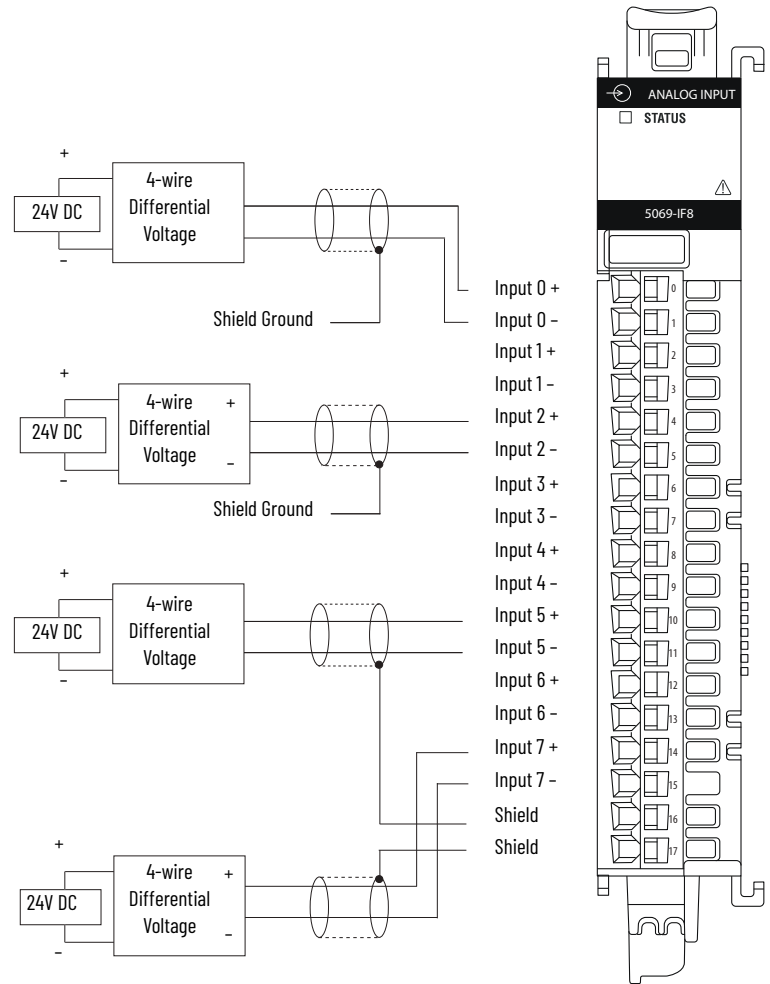 ANALOG INPUT
STATUS
5069-IF8
+
24V DC
–
4-wire
Differential
Voltage
Shield Ground
+
24V DC
–
4-wire +
Differential
Voltage –
Shield Ground
+
24V DC
–
4-wire
Differential
Voltage
+
24V DC
–
4-wire +
Differential
Voltage –
Input 0 +
Input 0 –
Input 1 +
Input 1 –
Input 2 +
Input 2 –
Input 3 +
Input 3 –
Input 4 +
Input 4 –
Input 5 +
Input 5 –
Input 6 +
Input 6 –
Input 7 +
Input 7 –
Shield
Shield
0
1
2
3
4
5
6
7
8
9
10
11
12
13
14
15
16
17